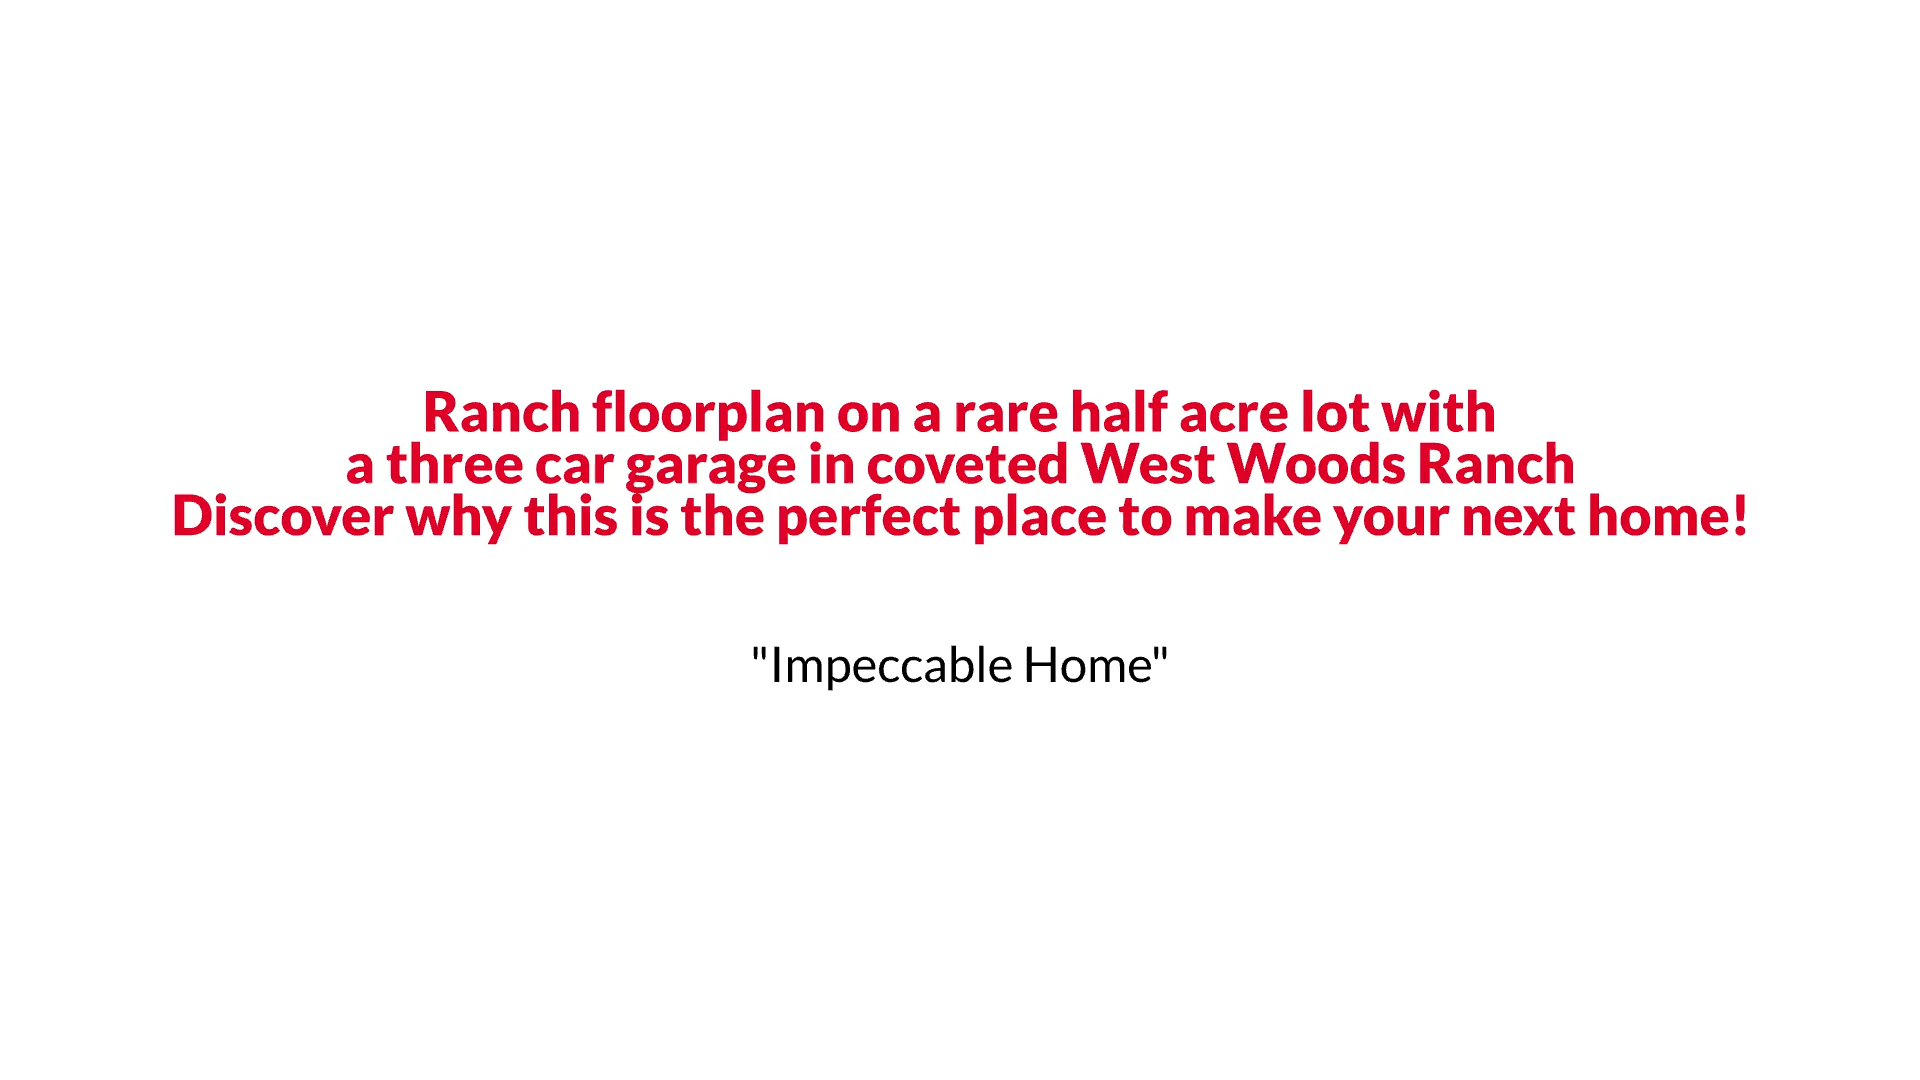 Ranch floorplan on a rare half acre lot with
a three car garage in coveted West Woods Ranch
Discover why this is the perfect place to make your next home!
"Impeccable Home"